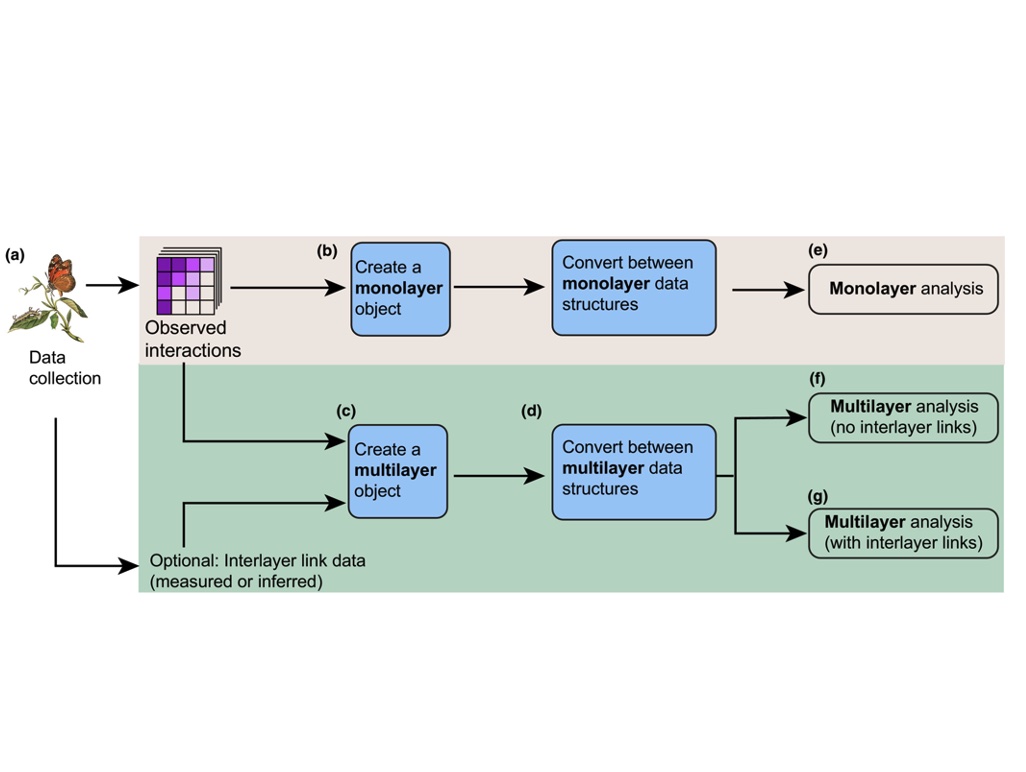 (a)
Data
collection
Observed
interactions
(b)
Create a
monolayer
object
Convert between
monolayer data
structures
(e)
Monolayer analysis
(c)
Create a
multilayer
object
(d)
Convert between
multilayer data
structures
(f)
Multilayer analysis
(no interlayer links)
(g)
Multilayer analysis
(with interlayer links)
Optional: Interlayer link data
(measured or inferred)